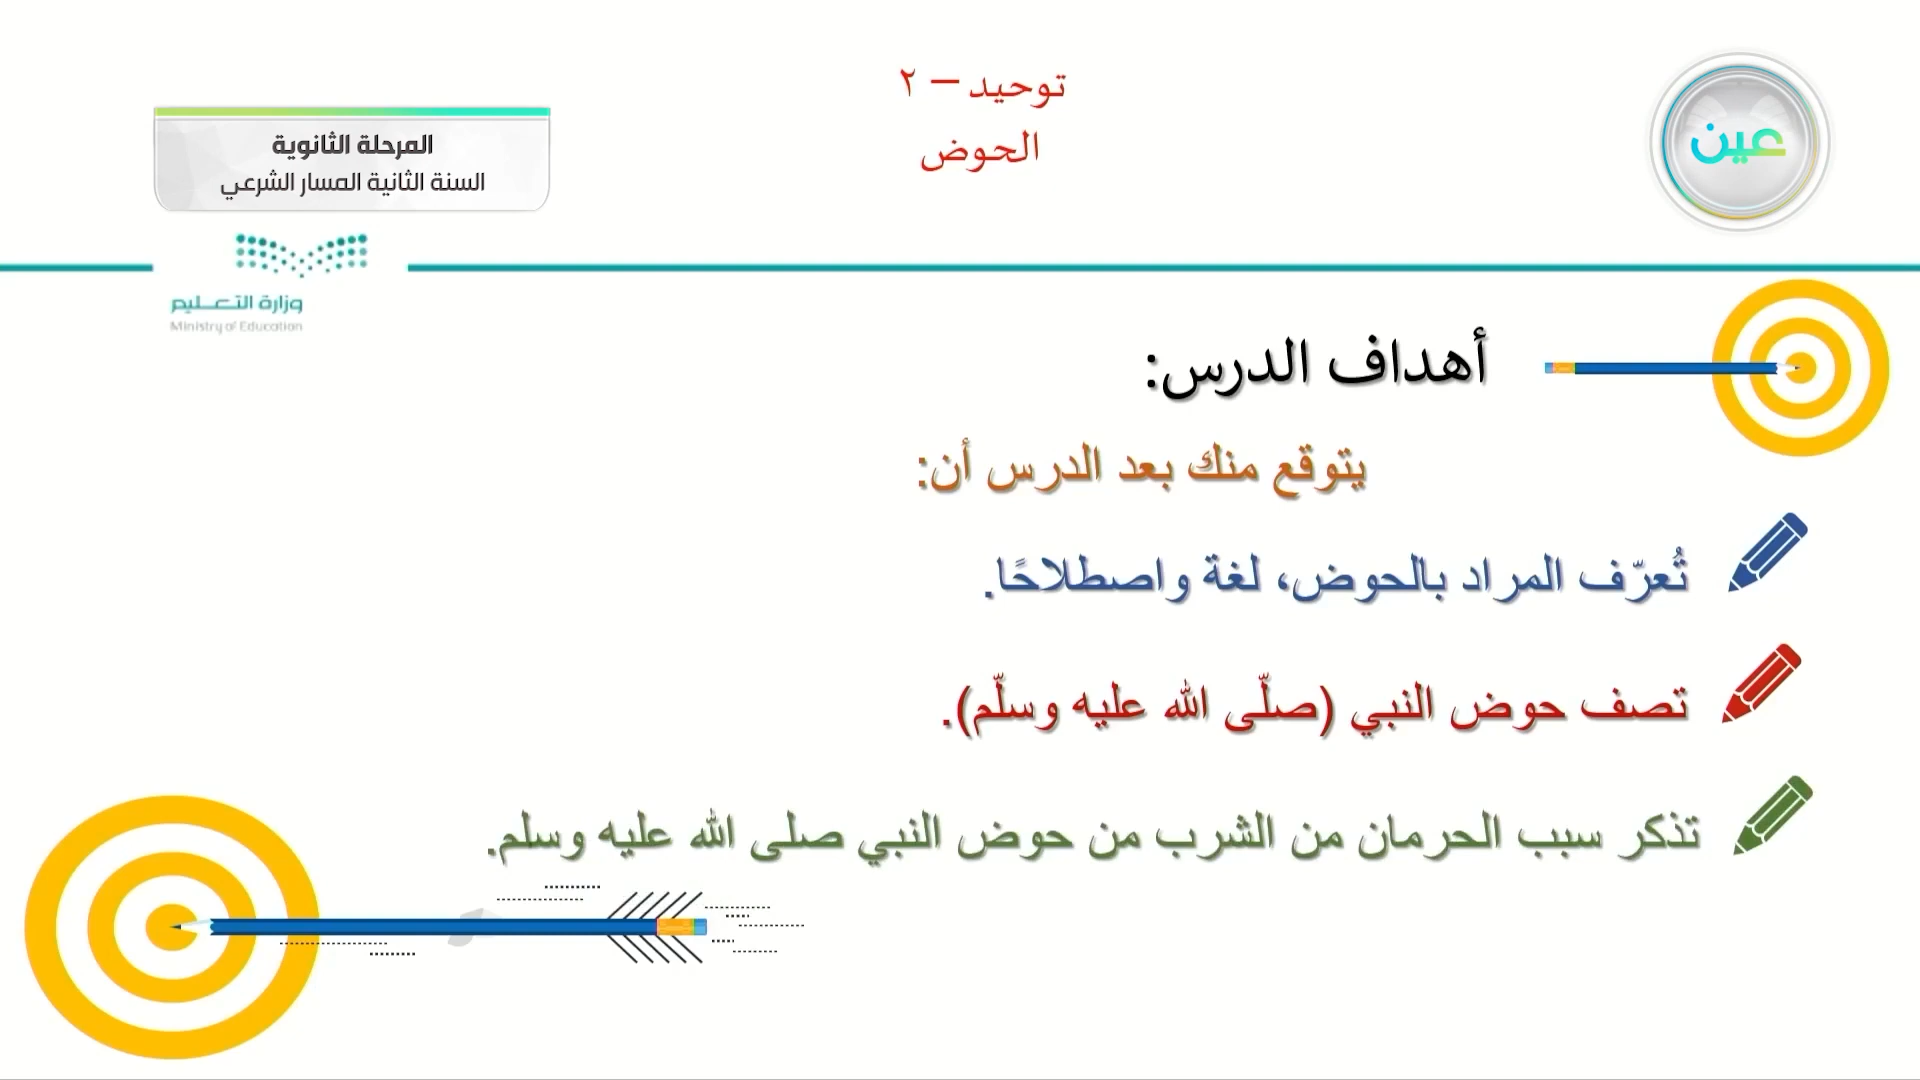 توحيد – ٢
الحوض
عين
المرحلة الثانوية
السنة الثانية المسار الشرعي
وزارة التعـــليم
Ministry of Education
أهداف الدرس:
يتوقع منك بعد الدرس أن:
تُعرّف المراد بالحوض، لغة واصطلاحًا.
تصف حوض النبي (صلّى الله عليه وسلّم).
تذكر سبب الحرمان من الشرب من حوض النبي صلى الله عليه وسلم.